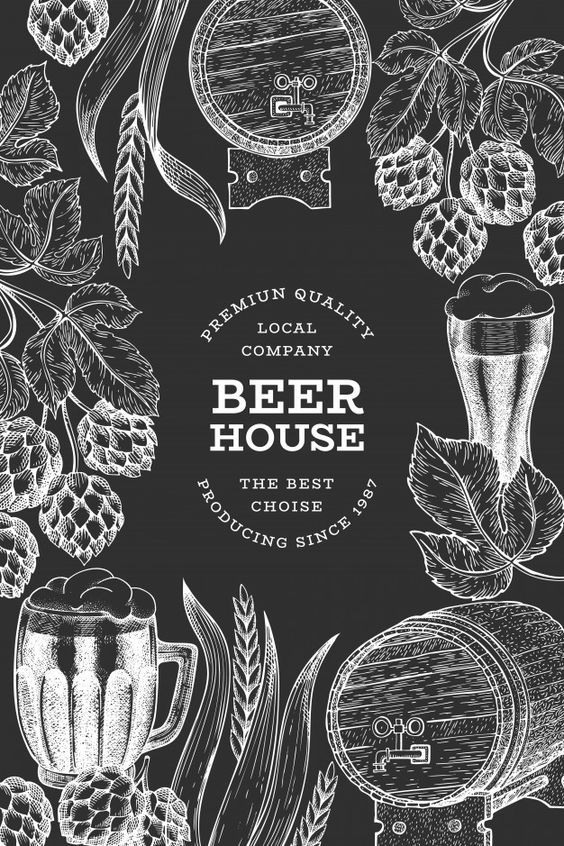 PREMIUN QUALITY
LOCAL
COMPANY
BEER
HOUSE
THE BEST
CHOISE
PRODUCING SINCE 1987